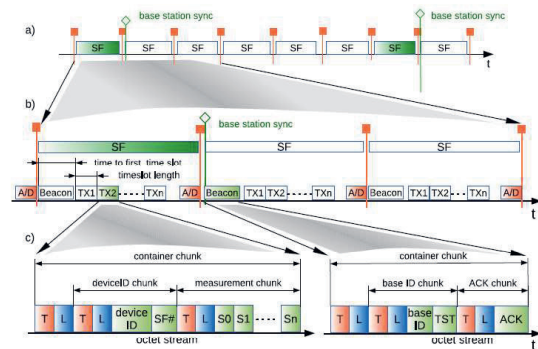 base station sync
base station sync
a)
SF SF SF SF SF SF SF SF
t
b)
base station sync
SF SF SF
time to first time slot
timeslot length
A/D Beacon TX1 TX2 TXn A/D Beacon TX1 TX2 TXn A/D Beacon TX1 TX2 TXn A/D
t
c)
container chunk container chunk
deviceID chunk measurement chunk base ID chunk ACK chunk
T L T L device ID SF# T L S0 S1 Sn T L T L base ID TST T L ACK
octet stream octet stream